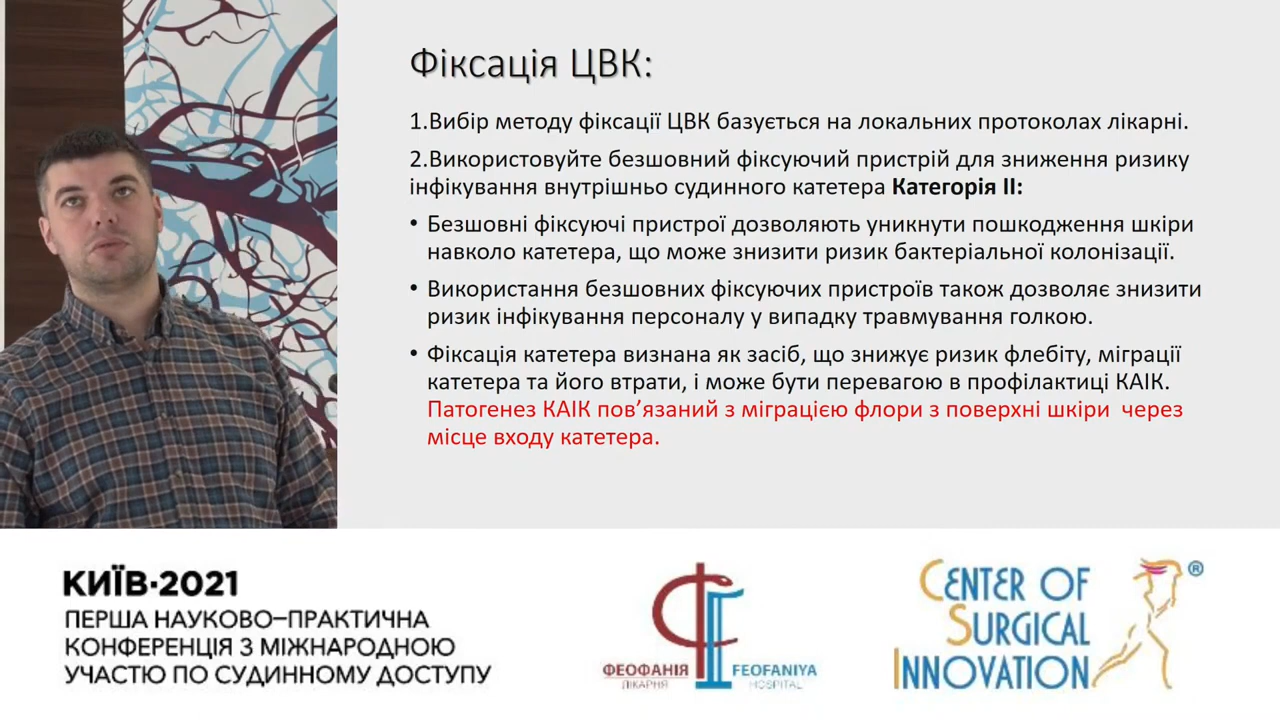 Фіксація ЦВК:
1.Вибір методу фіксації ЦВК базується на локальних протоколах лікарні.
2.Використовуйте безшовний фіксуючий пристрій для зниження ризику
інфікування внутрішньо судинного катетера Категорія II:
• Безшовні фіксуючі пристрої дозволяють уникнути пошкодження шкіри
навколо катетера, що може знизити ризик бактеріальної колонізації.
• Використання безшовних фіксуючих пристроїв також дозволяє знизити
ризик інфікування персоналу у випадку травмування голкою.
• Фіксація катетера визнана як засіб, що знижує ризик флебіту, міграції
катетера та його втрати, і може бути перевагою в профілактиці КАІК.
Патогенез КАІК пов’язаний з міграцією флори з поверхні шкіри через
місце входу катетера.
КИЇВ·2021
ПЕРША НАУКОВО–ПРАКТИЧНА
КОНФЕРЕНЦІЯ З МІЖНАРОДНОЮ
УЧАСТЮ ПО СУДИННОМУ ДОСТУПУ
ФЕОФАНІЯ
ЛІКАРНЯ
FEOFANIYA
HOSPITAL
CENTER OF
SURGICAL
INNOVATION
®